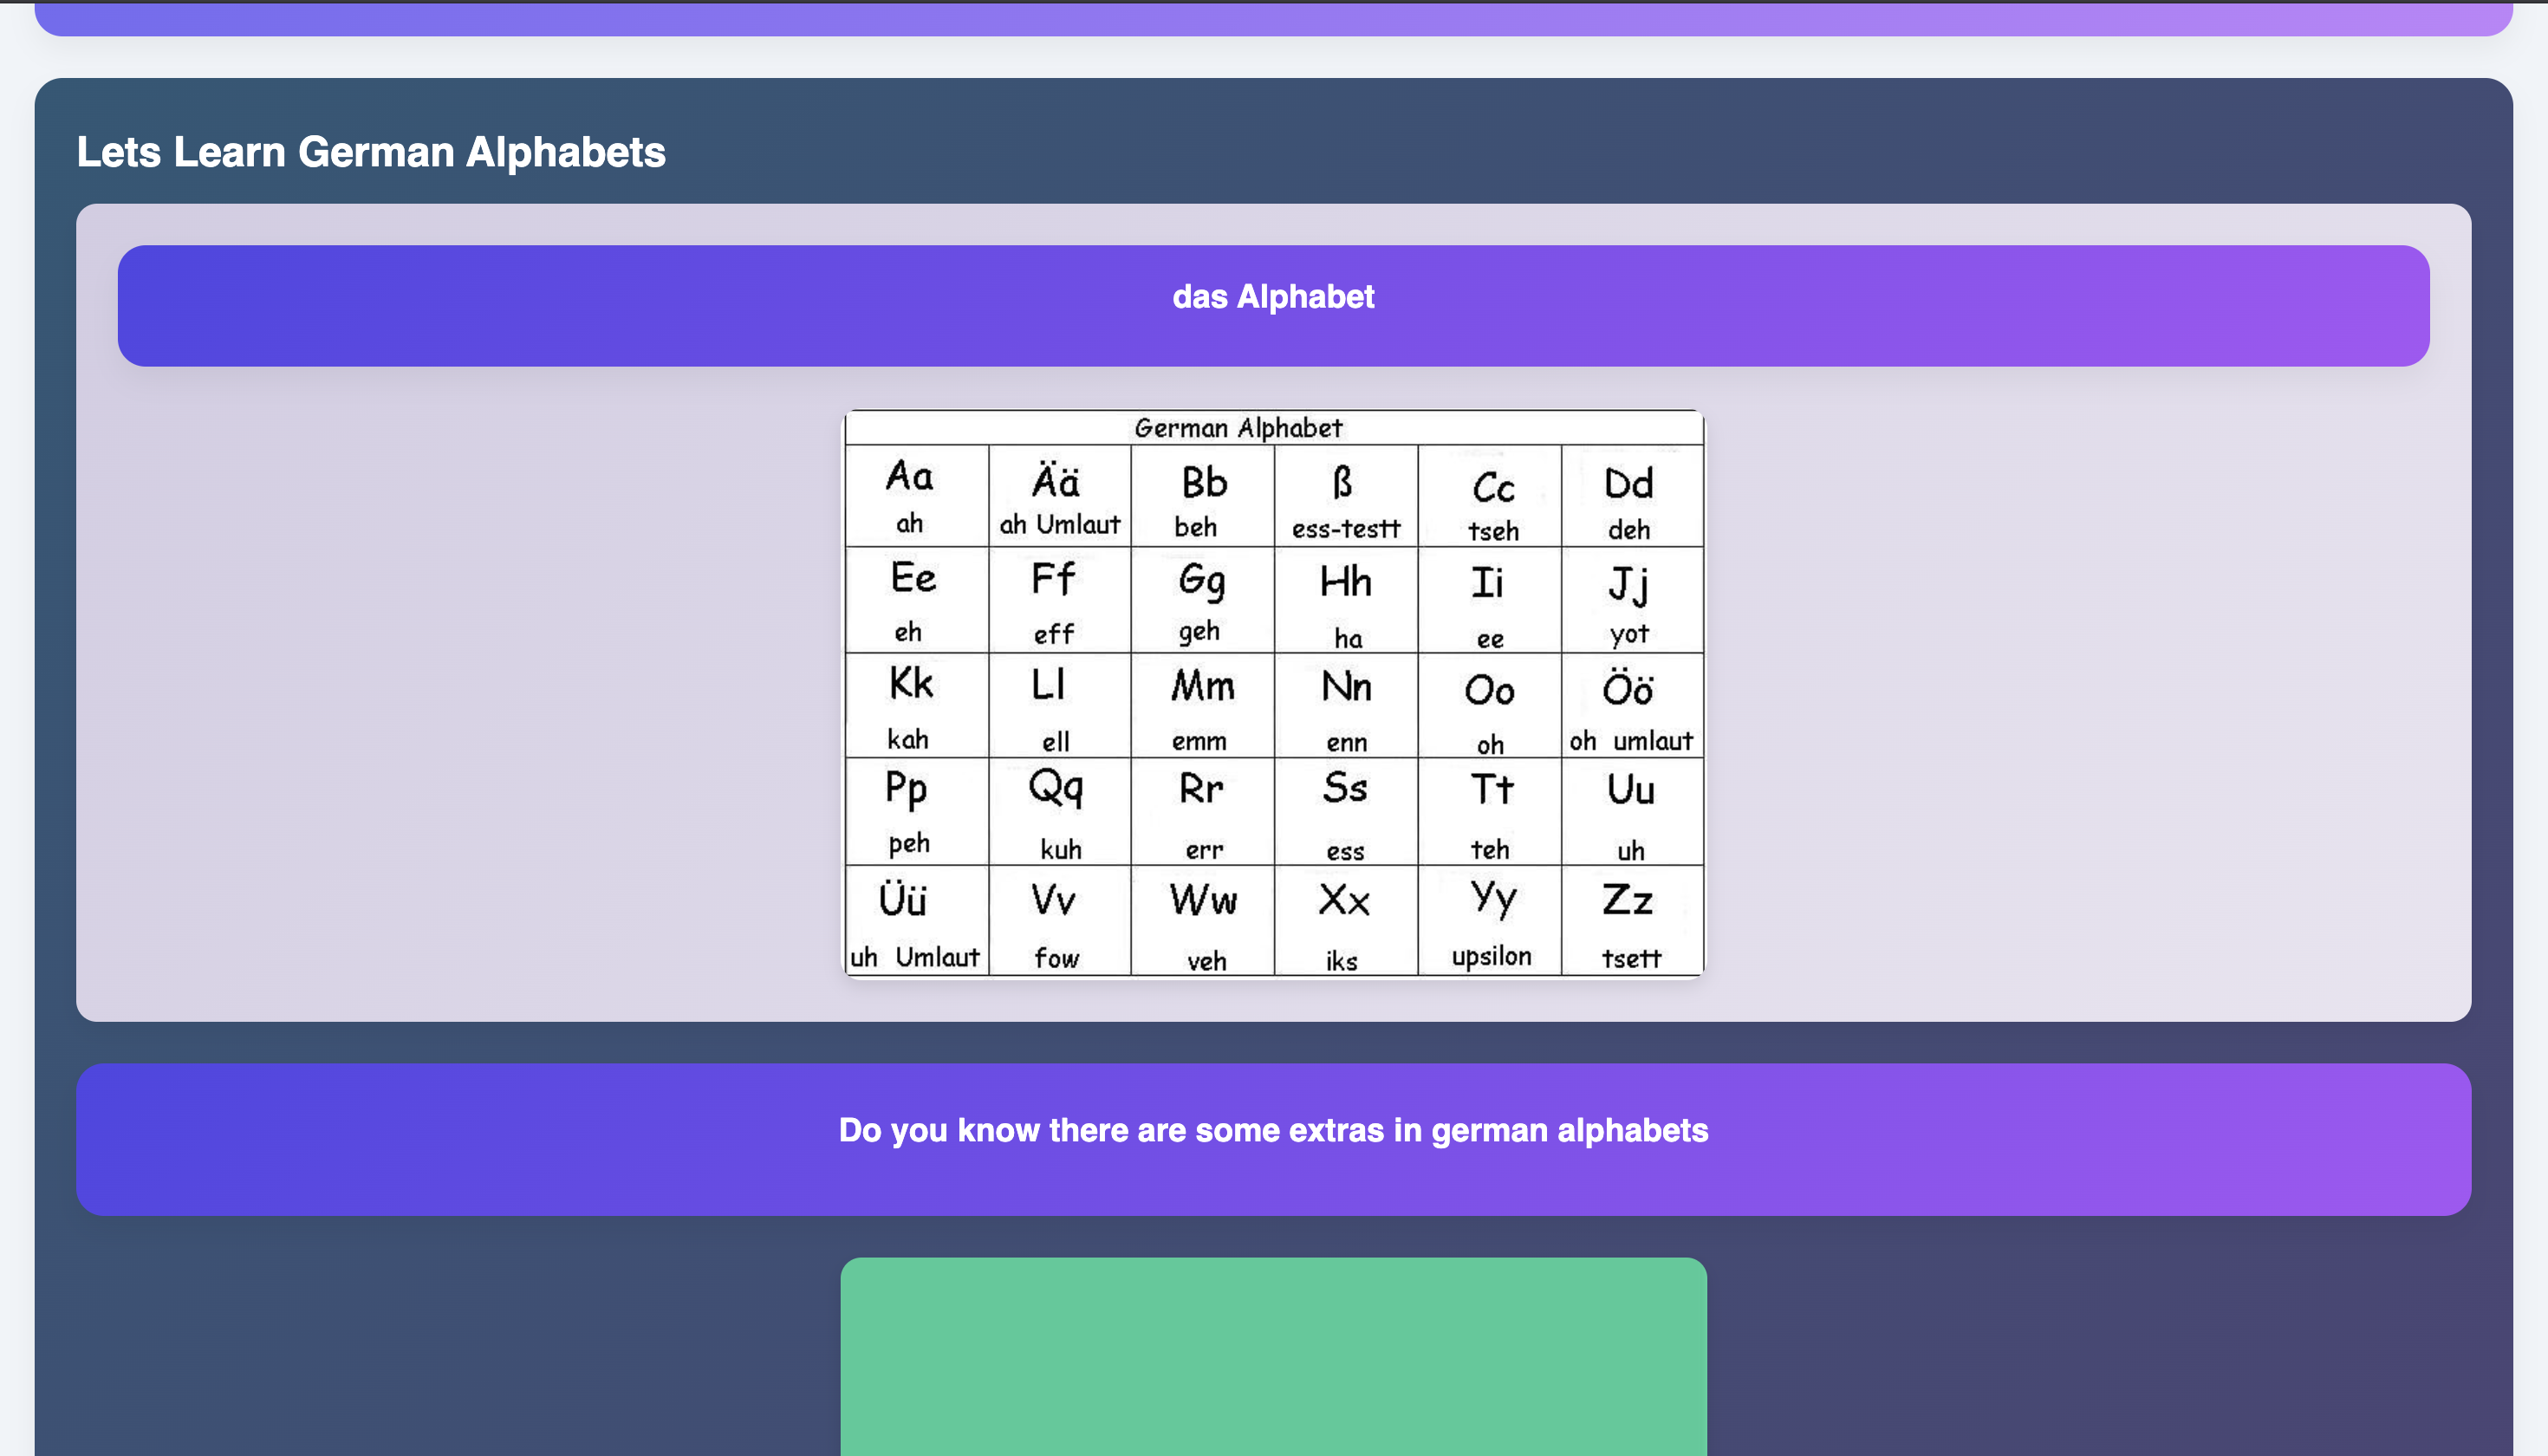 Lets Learn German Alphabets
das Alphabet
German Alphabet
Aa Ää Bb ß Cc Dd
ah ah Umlaut beh ess-testt tseh deh
Ee Ff Gg Hh Ii Jj
eh eff geh ha ee yot
Kk Ll Mm Nn Oo Öö
kah ell emm enn oh oh umlaut
Pp Qq Rr Ss Tt Uu
peh kuh err ess teh uh
Üü Vv Ww Xx Yy Zz
uh Umlaut fow veh iks upsilon tsett
Do you know there are some extras in german alphabets